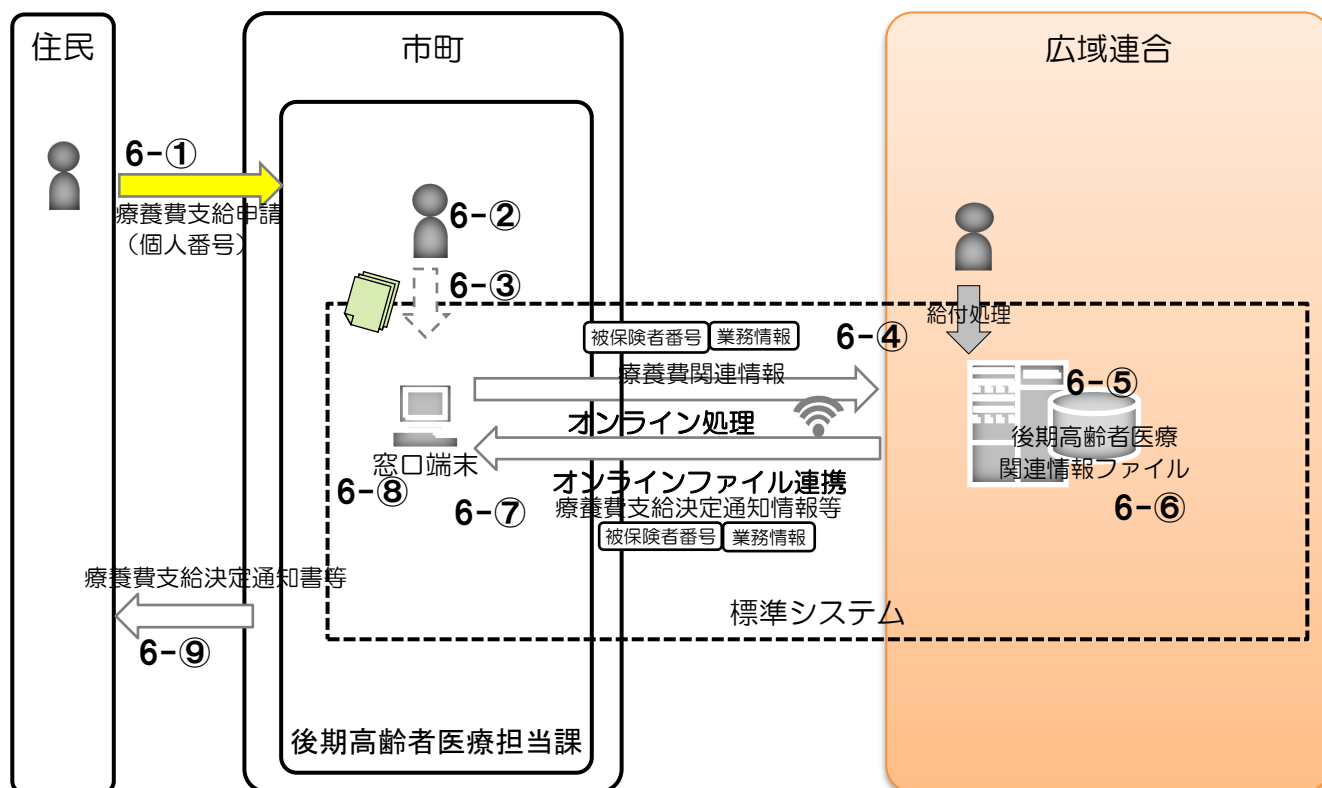 住民
市町
広域連合
6-①
療養費支給申請
（個人番号）
6-②
6-③
給付処理
被保険者番号
業務情報
6-④
療養費関連情報
6-⑤
オンライン処理
後期高齢者医療
関連情報ファイル
窓口端末
6-⑧
6-⑦
オンラインファイル連携
療養費支給決定通知情報等
6-⑥
被保険者番号
業務情報
療養費支給決定通知書等
6-⑨
標準システム
後期高齢者医療担当課